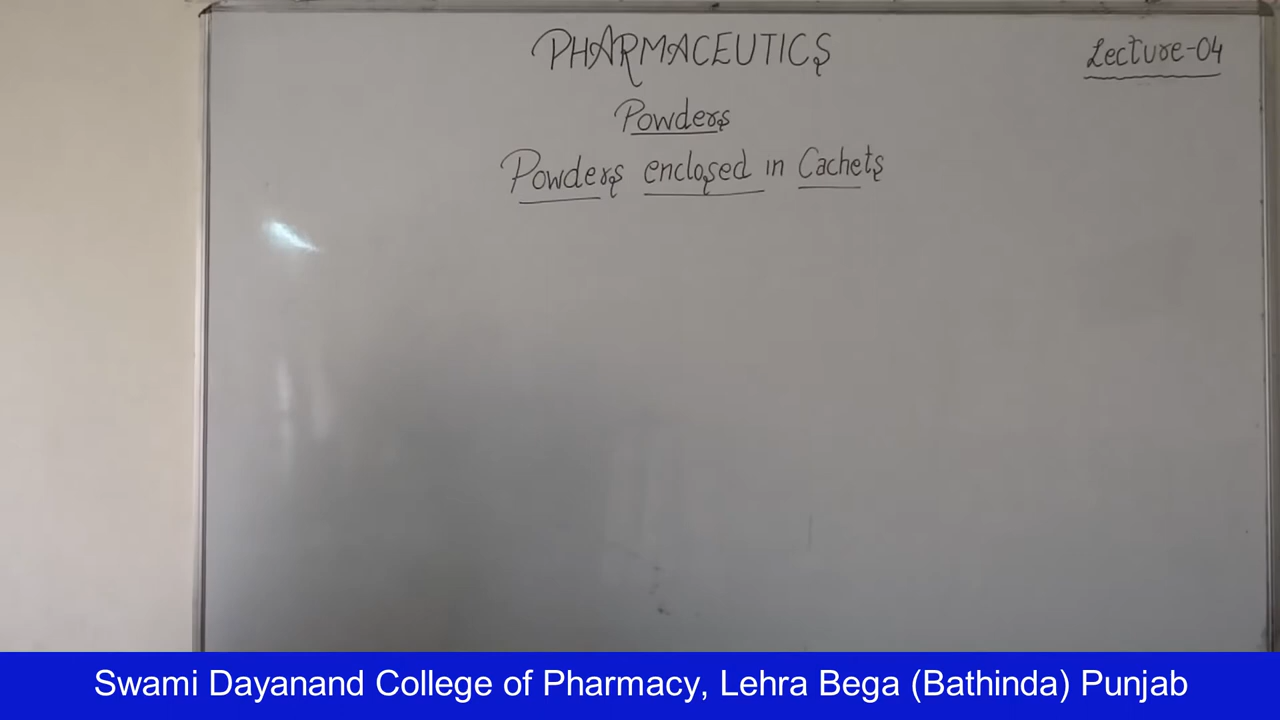 PHARMACEUTICS
Lecture-04
Powders
Powders enclosed in Cachets
Swami Dayanand College of Pharmacy, Lehra Bega (Bathinda) Punjab